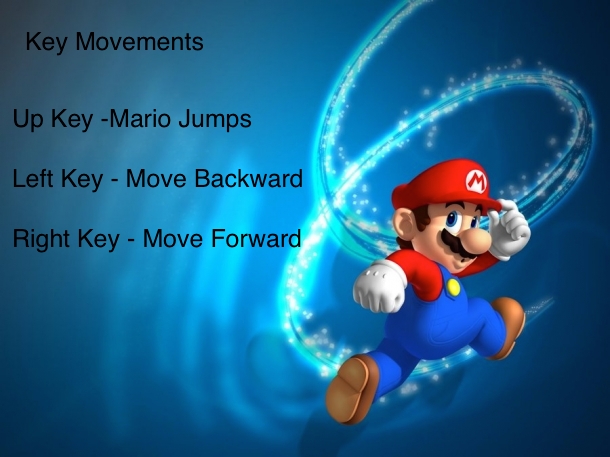 Key Movements
Up Key -Mario Jumps
Left Key - Move Backward
Right Key - Move Forward
M